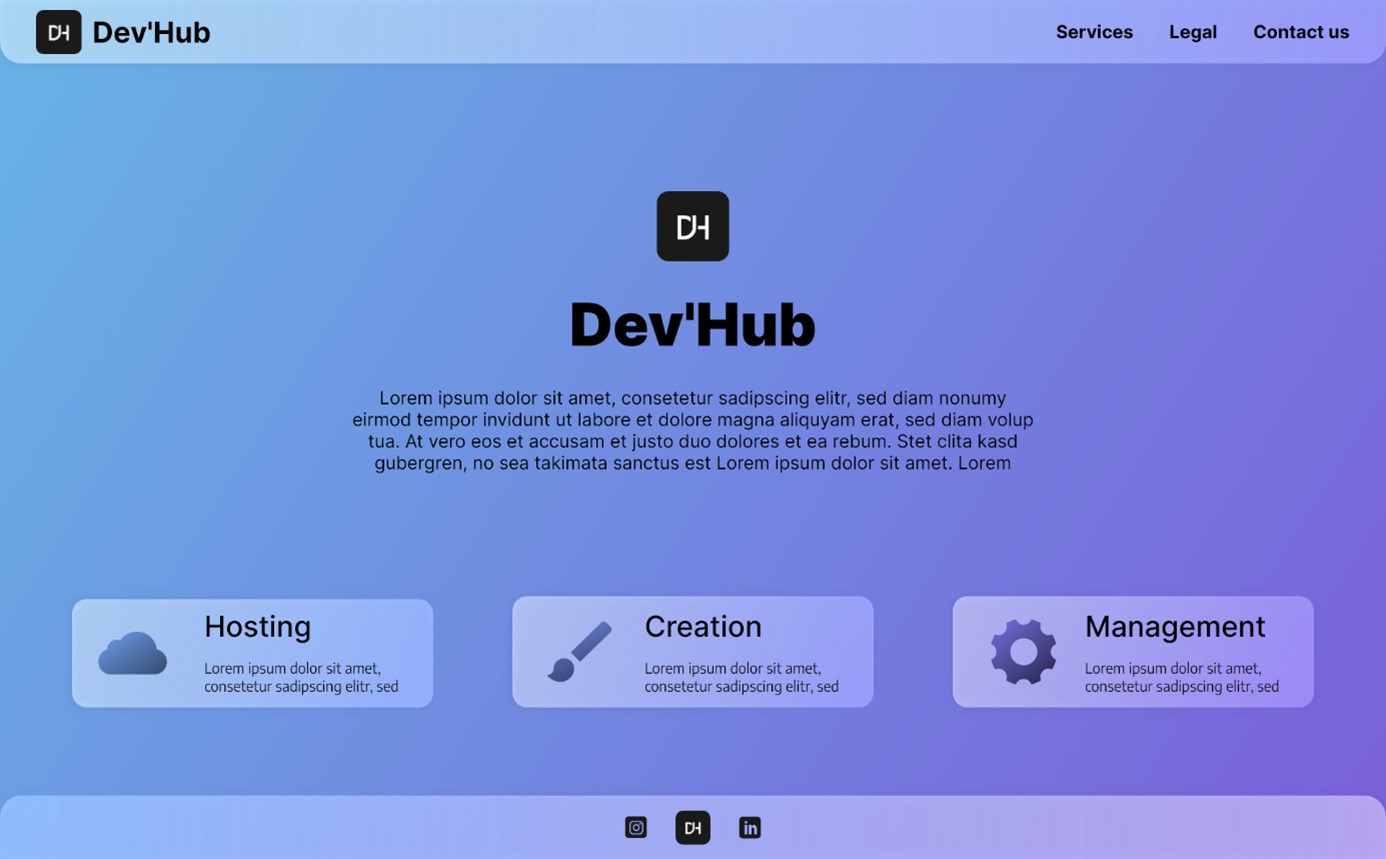 DH Dev'Hub
Services Legal Contact us
DH
Dev'Hub
Lorem ipsum dolor sit amet, consetetur sadipscing elitr, sed diam nonumy
eirmod tempor invidunt ut labore et dolore magna aliquyam erat, sed diam volup
tua. At vero eos et accusam et justo duo dolores et ea rebum. Stet clita kasd
gubergren, no sea takimata sanctus est Lorem ipsum dolor sit amet. Lorem
Hosting
Lorem ipsum dolor sit amet,
consetetur sadipscing elitr, sed
Creation
Lorem ipsum dolor sit amet,
consetetur sadipscing elitr, sed
Management
Lorem ipsum dolor sit amet,
consetetur sadipscing elitr, sed
DH in